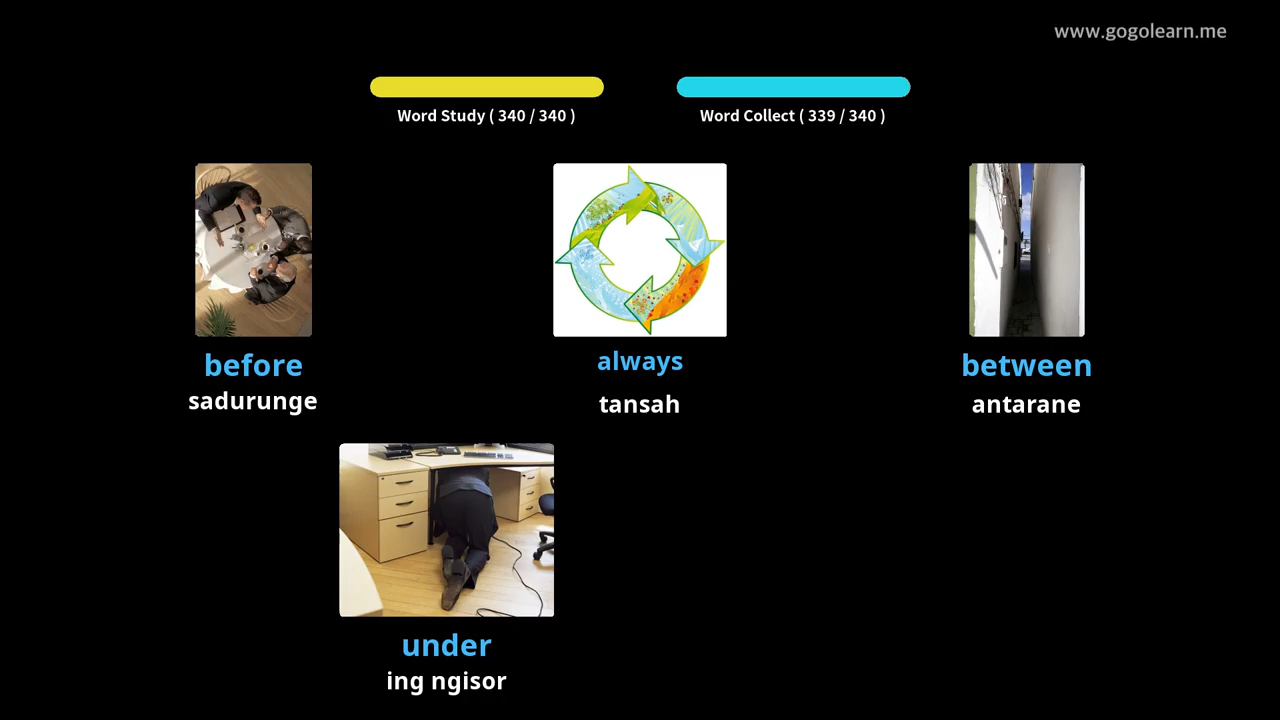 www.gogolearn.me
Word Study ( 340 / 340 )
Word Collect ( 339 / 340 )
before
sadurunge
always
tansah
between
antarane
under
ing ngisor